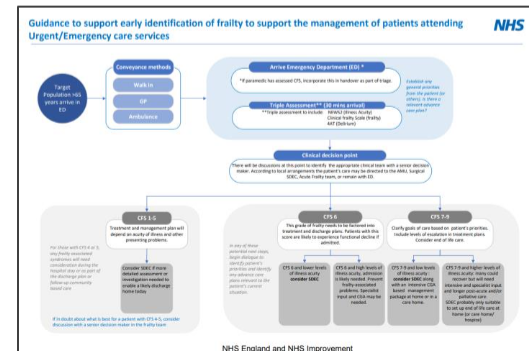 Guidance to support early identification of frailty to support the management of patients attending
Urgent/Emergency care services
NHS
Target
Population >65
years arrive in
ED
Conveyance methods
Walk in
GP
Ambulance
Arrive Emergency Department (ED) *
*If paramedic has assessed CFS, incorporate this in handover as part of triage.
Triple Assessment** (30 mins arrival)
**Triple assessment to include
NEWS2 (Illness Acuity)
Clinical Frailty Scale (frailty)
4AT (Delirium)
Establish any
personal priorities
from the patient (or
others), is there a
relevant advance
care plan?
Clinical decision point
There will be discussions at this point to identify the appropriate clinical team with a senior decision
maker. According to local arrangements the patient's care may be directed to the AMU, Surgical
SDEC, Acute frailty team, or remain with ED.
CFS 1-5
Treatment and management plan will
depend on acuity of illness and other
presenting problems.
For those with CFS 4 or 5,
any frailty associated
syndromes will need
consideration during the
hospital stay or as part of
the discharge plan or
follow up community
based care
Consider SDEC if more
detailed assessment or
investigation needed to
enable a likely discharge
home today
If in doubt about what is best for a patient with CFS 4-5, consider
discussion with a senior decision maker in the frailty team
CFS 6
This grade of frailty needs to be factored into
treatment and discharge plans. Patients with this
score are likely to experience functional decline if
admitted.
CFS 7-9
Clarify goals of care based on patient's priorities.
Include levels of escalation in treatment plans.
Consider end of life care.
In any of these
potential next steps,
begin dialogue to
identify patient's
priorities and identify
any advance care
plans relevant to the
patient's current
situation.
CFS 6 and lower levels
of illness acuity
consider SDEC
CFS 6 and high levels of
illness acuity, admission
is likely needed. Prevent
frailty associated
problems. Specialist
input and CGA may be
needed.
CFS 7-9 and low levels of
illness acuity :
consider SDEC along
with an intensive CGA
based management
package at home or in a
care home.
CFS 7-9 and higher levels of
illness acuity: many could
recover but will need
intensive and specialist input
and longer post-acute and/or
palliative care.
SDEC probably only suitable
to set up end of life care at
home (or care home/
hospice)
NHS England and NHS Improvement